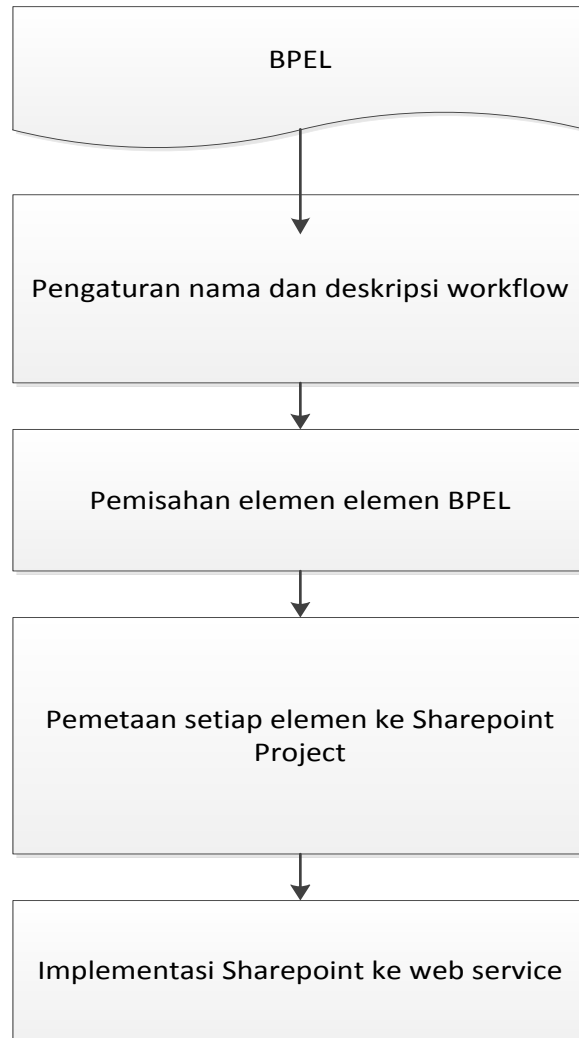 BPEL
Pengaturan nama dan deskripsi workflow
Pemisahan elemen elemen BPEL
Pemetaan setiap elemen ke Sharepoint
Project
Implementasi Sharepoint ke web service